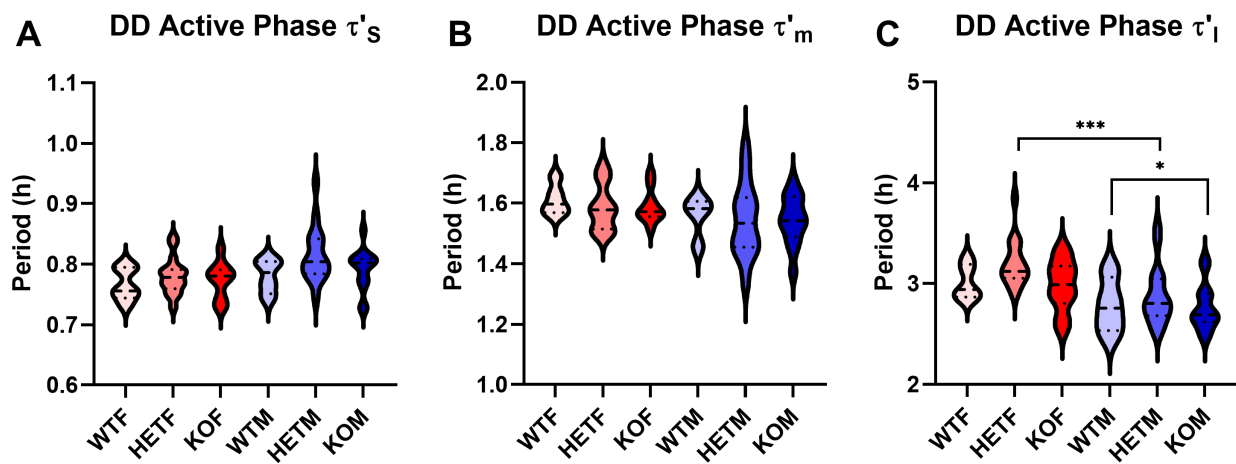 A DD Active Phase τ'S
Period (h)
1.1
1.0
0.9
0.8
0.7
0.6
WTF HETF KOF WTM HETM KOM
B DD Active Phase τ'm
Period (h)
2.0
1.8
1.6
1.4
1.2
1.0
WTF HETF KOF WTM HETM KOM
C DD Active Phase τ'l
Period (h)
5
4
3
2
***
*
WTF HETF KOF WTM HETM KOM